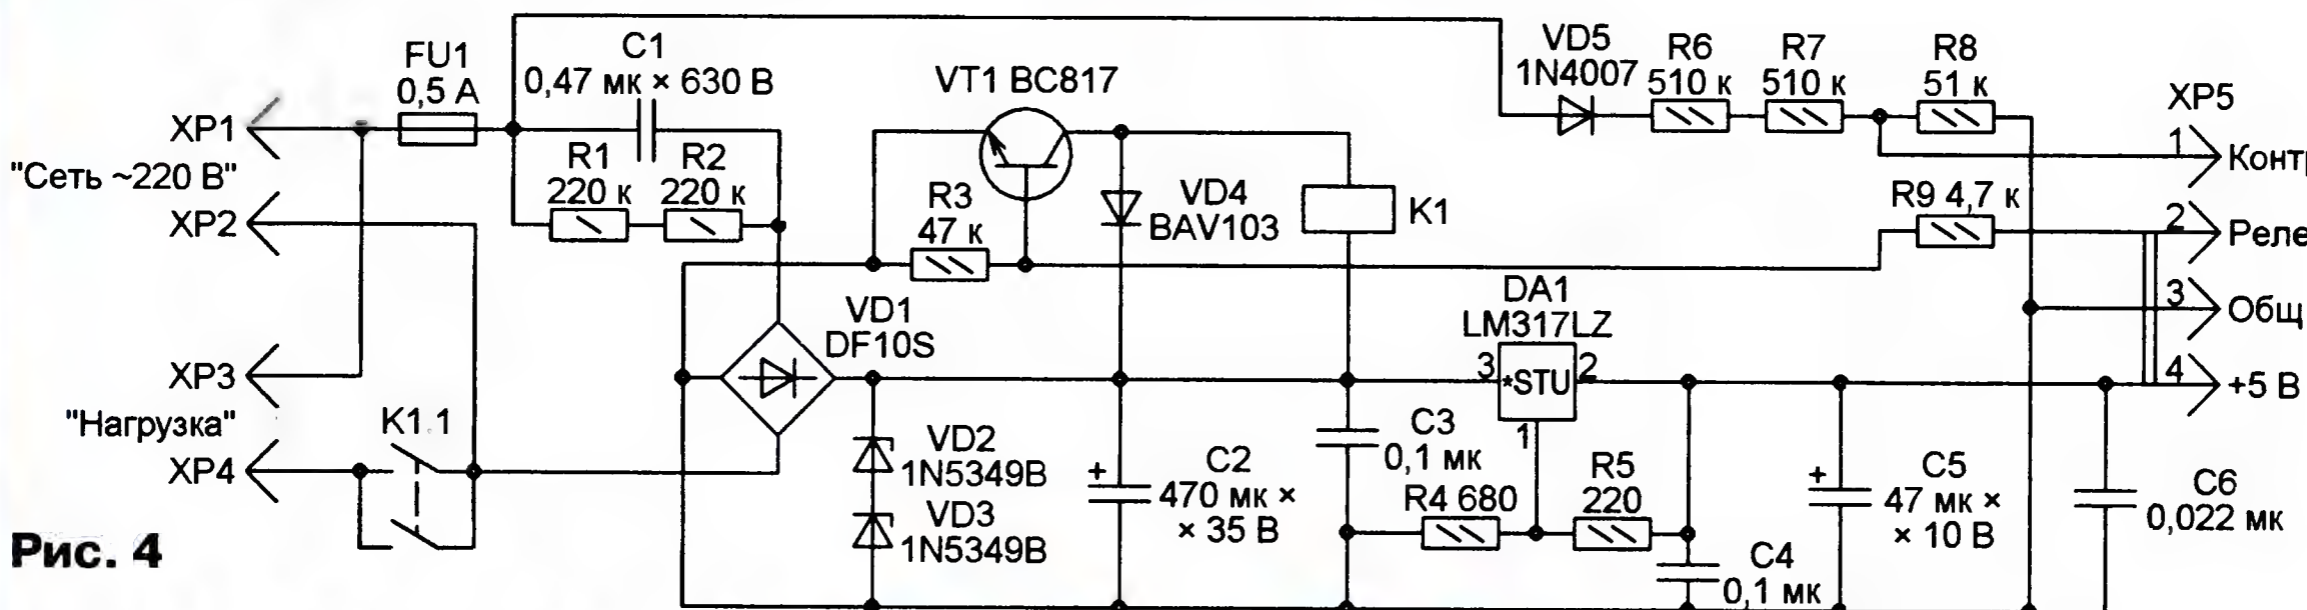 FU1
0,5 А
C1
0,47 мк × 630 В
VT1 BC817
VD5
1N4007
R6
510 к
R7
510 к
R8
51 к
XP5
XP1
"Сеть ~220 В"
XP2
R1
220 к
R2
220 к
R3
47 к
VD4
BAV103
K1
R9 4,7 к
1
Конт
2
Реле
3
Общ
4
+5 В
VD1
DF10S
DA1
LM317LZ
3
*STU
2
1
XP3
"Нагрузка"
XP4
K1.1
VD2
1N5349B
VD3
1N5349B
+
C2
470 мк ×
× 35 В
C3
0,1 мк
R4 680
R5
220
C4
0,1 мк
+
C5
47 мк ×
× 10 В
C6
0,022 мк
Рис. 4